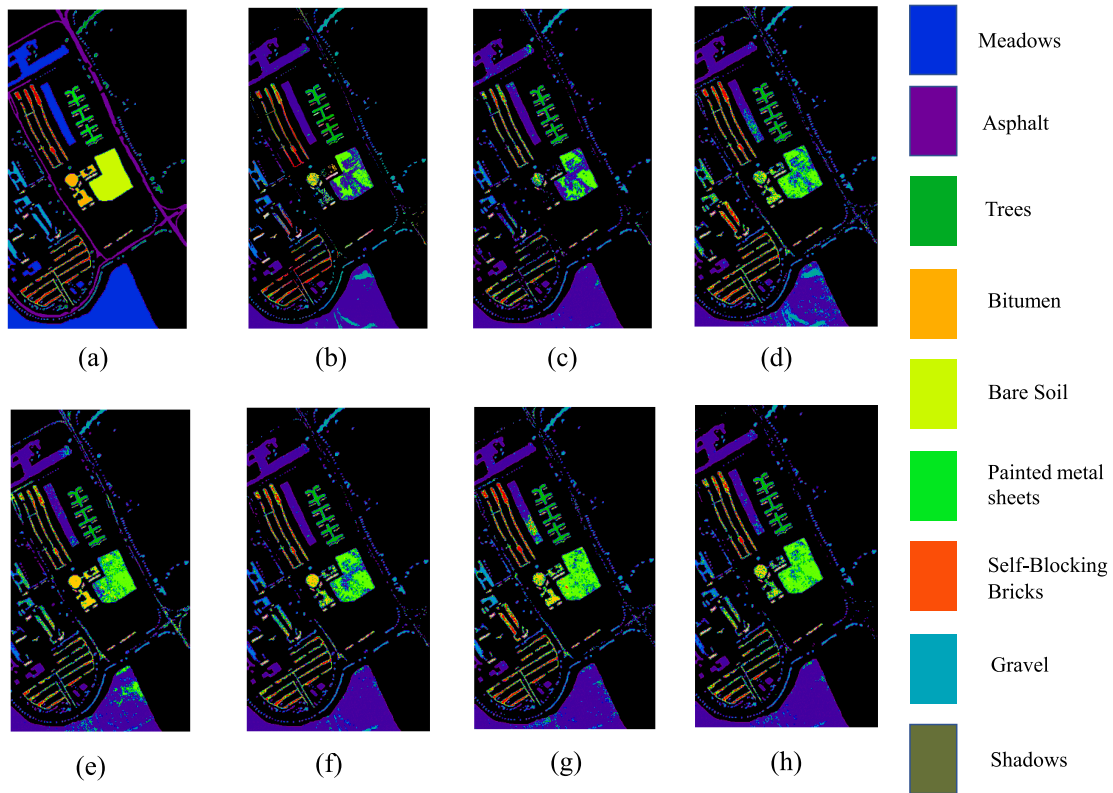 (a)
(b)
(c)
(d)
(e)
(f)
(g)
(h)
Meadows
Asphalt
Trees
Bitumen
Bare Soil
Painted metal
sheets
Self-Blocking
Bricks
Gravel
Shadows